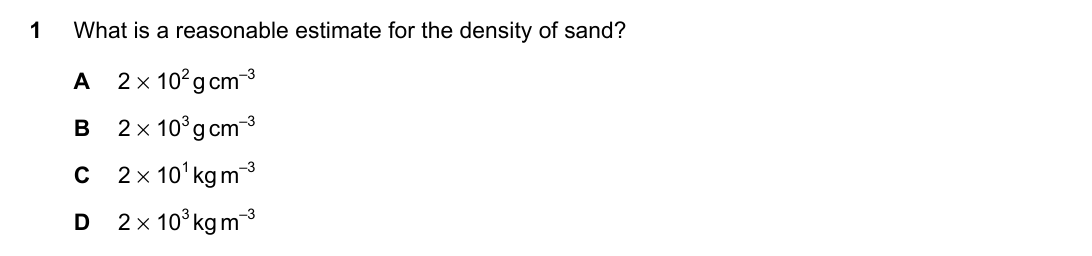 1 What is a reasonable estimate for the density of sand?
A 2 × 10² g cm⁻³
B 2 × 10³ g cm⁻³
C 2 × 10¹ kg m⁻³
D 2 × 10³ kg m⁻³